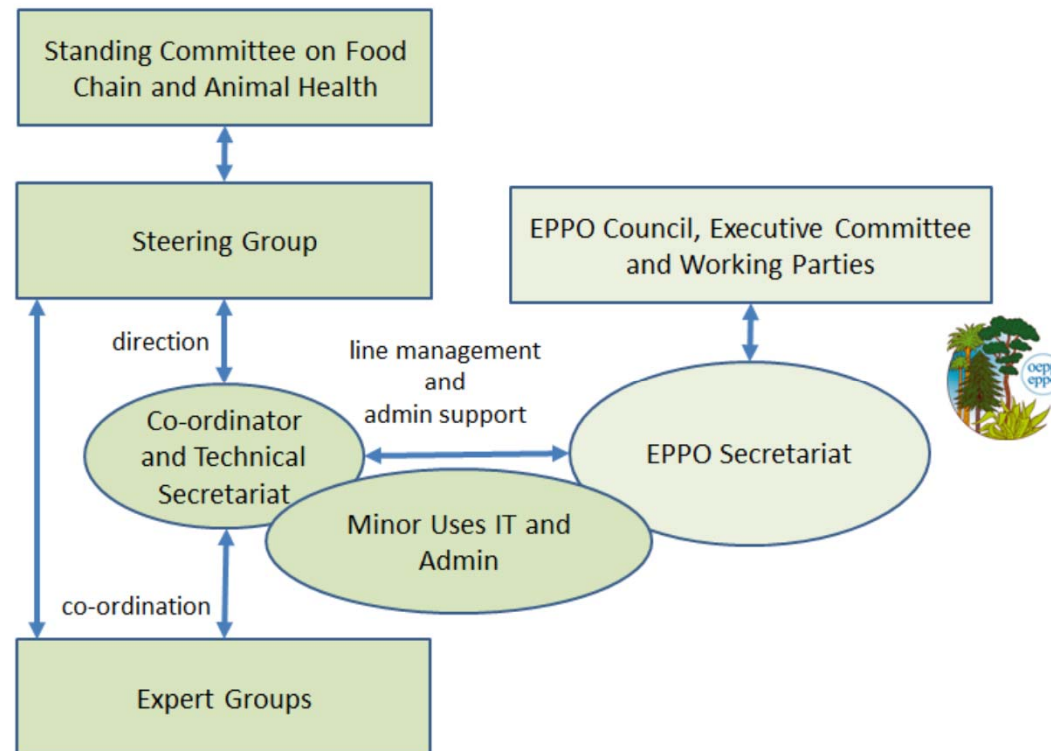 Standing Committee on Food
Chain and Animal Health
Steering Group
EPPO Council, Executive Committee
and Working Parties
direction
line management
and
admin support
Co-ordinator
and Technical
Secretariat
EPPO Secretariat
Minor Uses IT and
Admin
co-ordination
Expert Groups